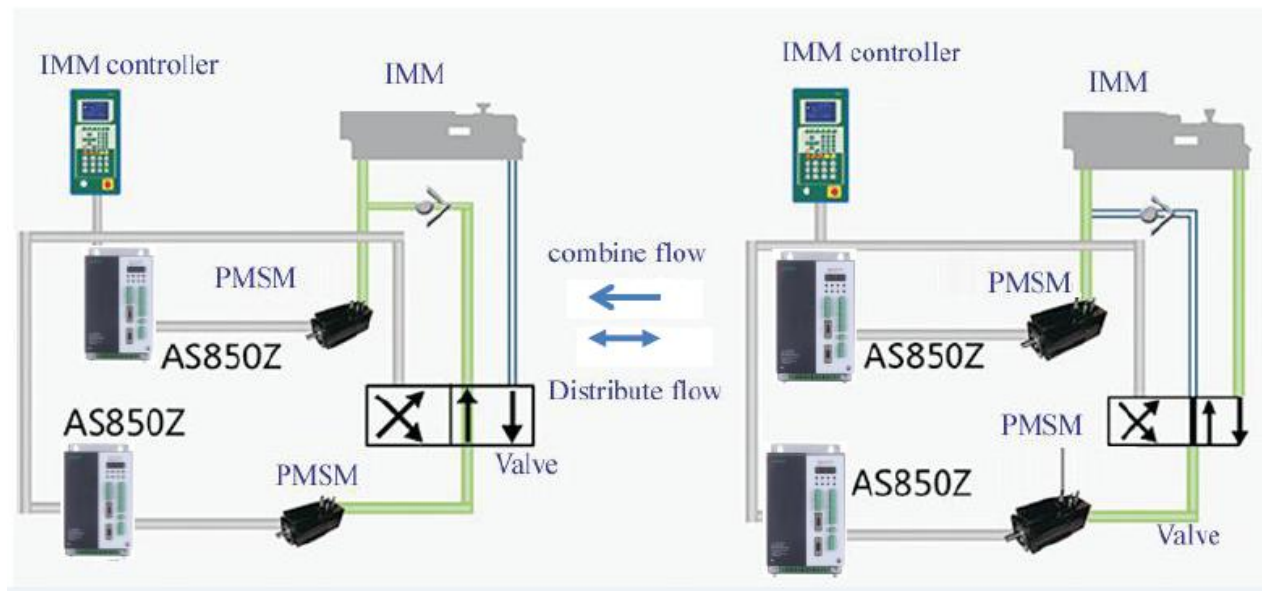 IMM controller
IMM
PMSM
AS850Z
AS850Z
PMSM
Valve
combine flow
Distribute flow
IMM controller
IMM
PMSM
AS850Z
PMSM
AS850Z
Valve